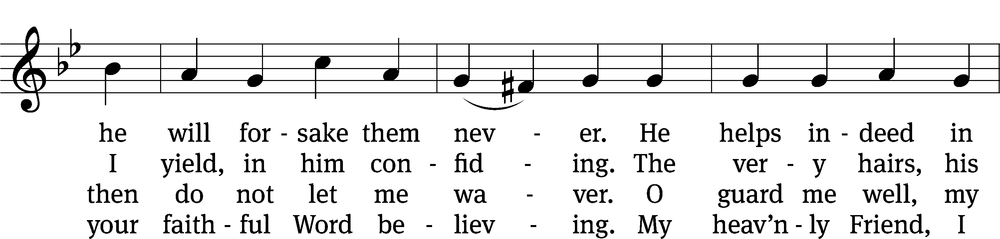 he will for - sake them nev - er. He helps in - deed in
I yield, in him con - fid - ing. The ver - y hairs, his
then do not let me wa - ver. O guard me well, my
your faith - ful Word be - liev - ing. My heav’n - ly Friend, I